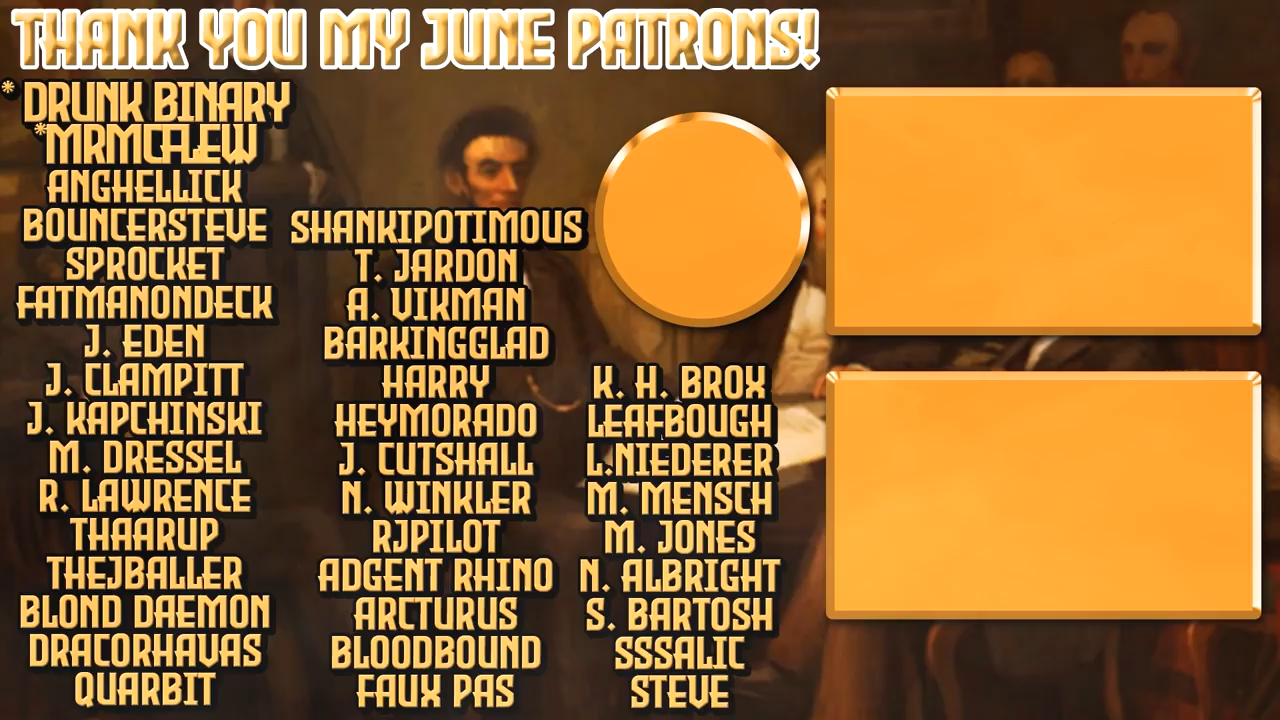 THANK YOU MY JUNE PATRONS!
* DRUNK BINARY
*MRMCFLEW
ANGHELLICK
BOUNCERSTEVE
SPROCKET
FATMANONDECK
J. EDEN
J. CLAMPITT
J. KAPCHINSKI
M. DRESSEL
R. LAWRENCE
THAARUP
THEJBALLER
BLOND DAEMON
DRACORHAVAS
QUARBIT
SHANKIPOTIMOUS
T. JARDON
A. VIKMAN
BARKINGGLAD
HARRY
HEYMORADO
J. CUTSHALL
N. WINKLER
RJPILOT
ADGENT RHINO
ARCTURUS
BLOODBOUND
FAUX PAS
K. H. BROX
LEAFBOUGH
L.NIEDERER
M. MENSCH
M. JONES
N. ALBRIGHT
S. BARTOSH
SSSALIC
STEVE